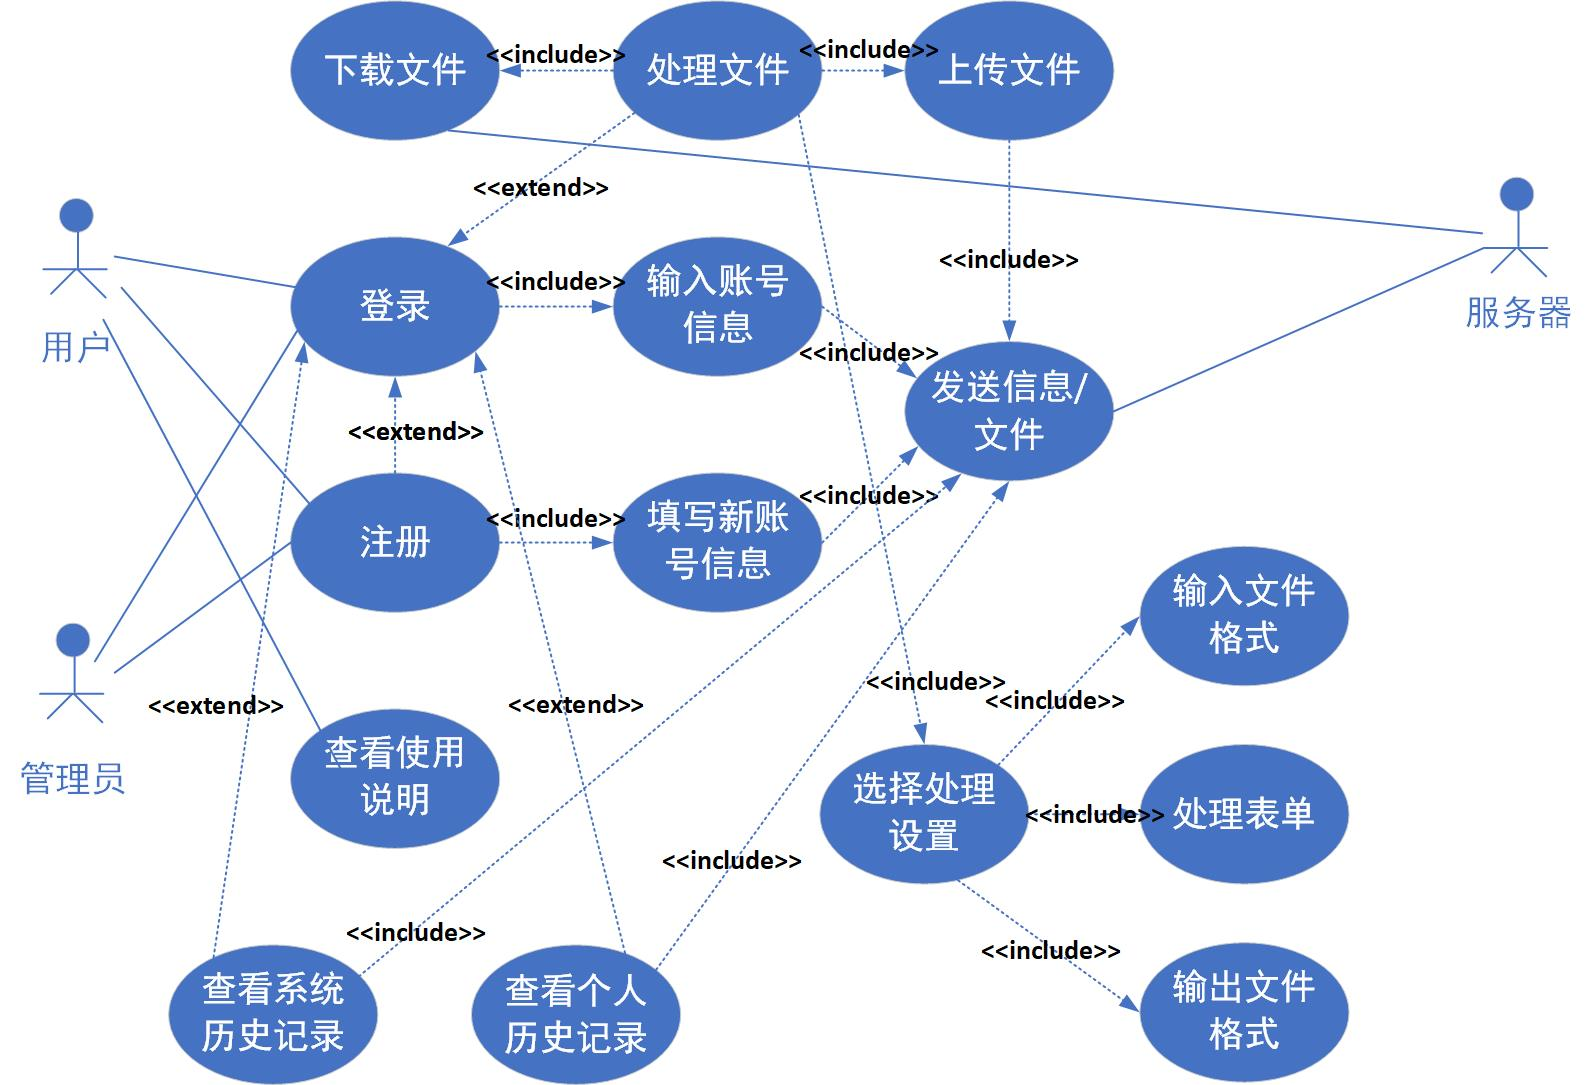 下载文件
<<include>>
处理文件
<<include>>
上传文件
<<extend>>
<<include>>
用户
服务器
登录
<<include>>
输入账号
信息
<<include>>
发送信息/
文件
<<extend>>
注册
<<include>>
填写新账
号信息
<<include>>
输入文件
格式
管理员
<<extend>>
<<extend>>
<<include>>
<<include>>
查看使用
说明
选择处理
设置
<<include>>
处理表单
<<include>>
<<include>>
<<include>>
查看系统
历史记录
查看个人
历史记录
输出文件
格式